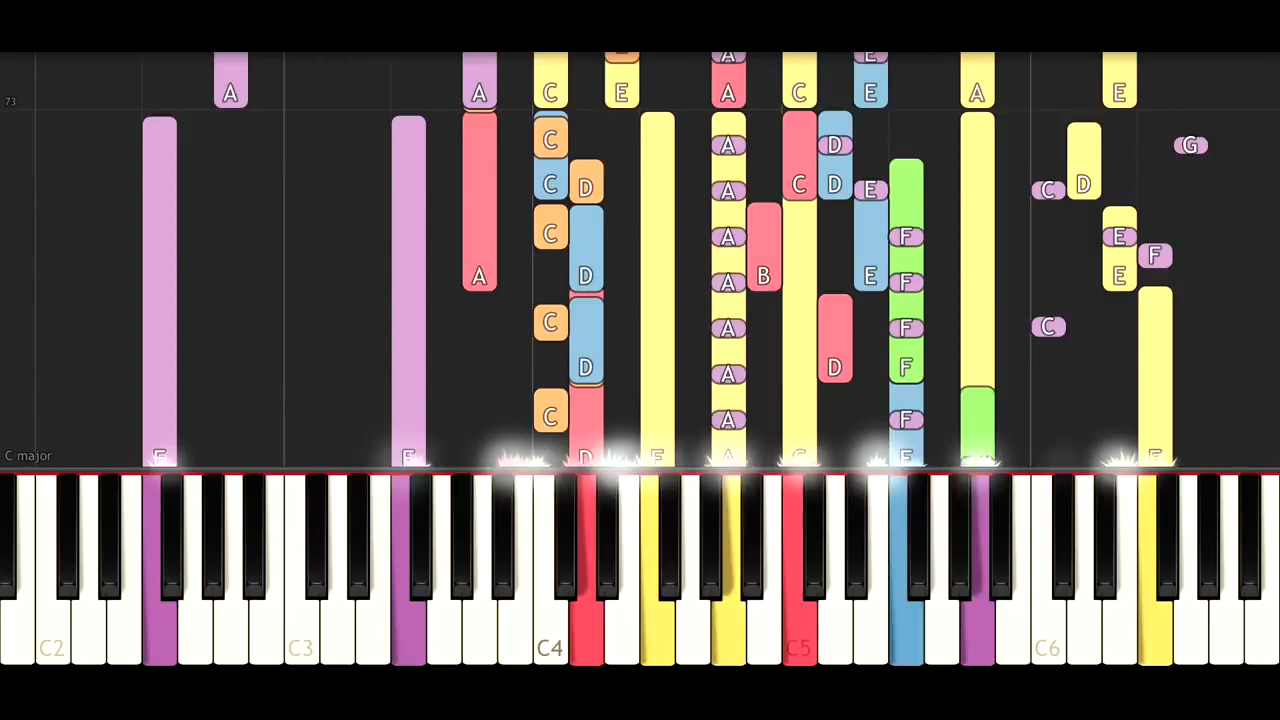 A A C E A A C E E A E
73
C A D D G
C D A C D E C D
C A F E F
A D B A F E E
C A F C
D A D F
C A F
C major
F F D F A C F F
C2 C3 C4 C5 C6